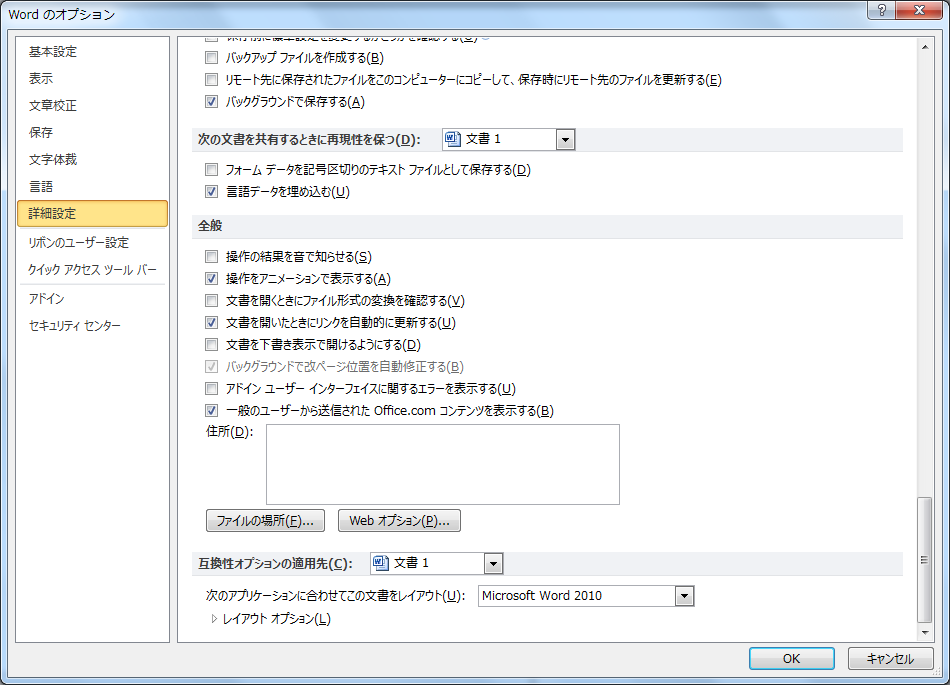 Word のオプション
基本設定
表示
文章校正
保存
文字体裁
言語
詳細設定
リボンのユーザー設定
クイック アクセス ツール バー
アドイン
セキュリティ センター
バックアップ ファイルを作成する(B)
リモート先に保存されたファイルをこのコンピューターにコピーして、保存時にリモート先のファイルを更新する(E)
バックグラウンドで保存する(A)
次の文書を共有するときに再現性を保つ(D): 文書 1
フォーム データを記号区切りのテキスト ファイルとして保存する(D)
言語データを埋め込む(U)
全般
操作の結果を音で知らせる(S)
操作をアニメーションで表示する(A)
文書を開くときにファイル形式の変換を確認する(V)
文書を開いたときにリンクを自動的に更新する(U)
文書を下書き表示で開けるようにする(D)
バックグラウンドで改ページ位置を自動修正する(B)
アドイン ユーザー インターフェイスに関するエラーを表示する(U)
一般のユーザーから送信された Office.com コンテンツを表示する(B)
住所(D):
ファイルの場所(F)... Web オプション(P)...
互換性オプションの適用先(C): 文書 1
次のアプリケーションに合わせてこの文書をレイアウト(U): Microsoft Word 2010
レイアウト オプション(L)
OK キャンセル